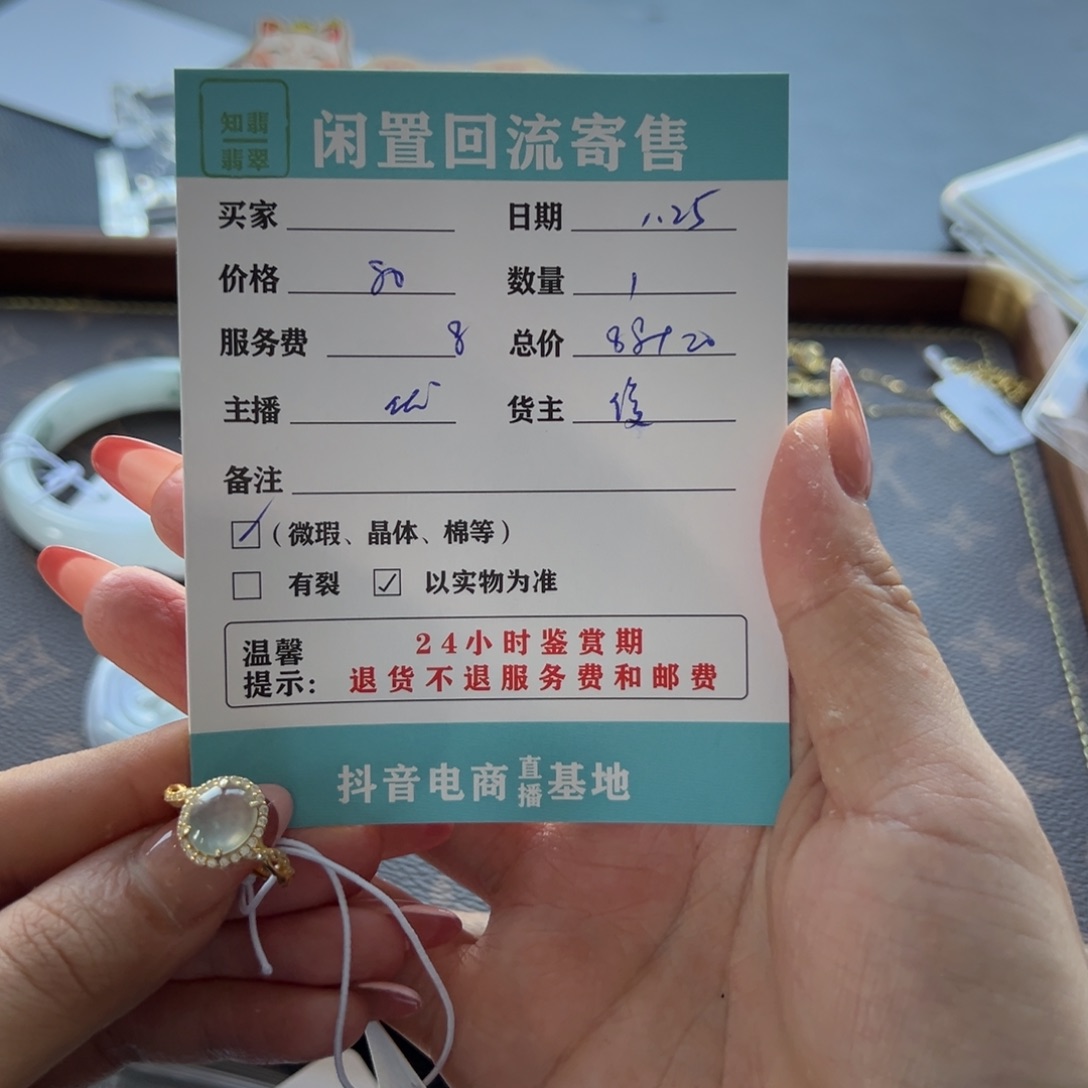 知翡
翡翠
闲置回流寄售
买家 日期 1.25
价格 80 数量 1
服务费 8 总价 88+20
主播 货主
备注
(微瑕、晶体、棉等)
有裂 ✓ 以实物为准
温馨提示: 24小时鉴赏期
退货不退服务费和邮费
抖音电商直播基地